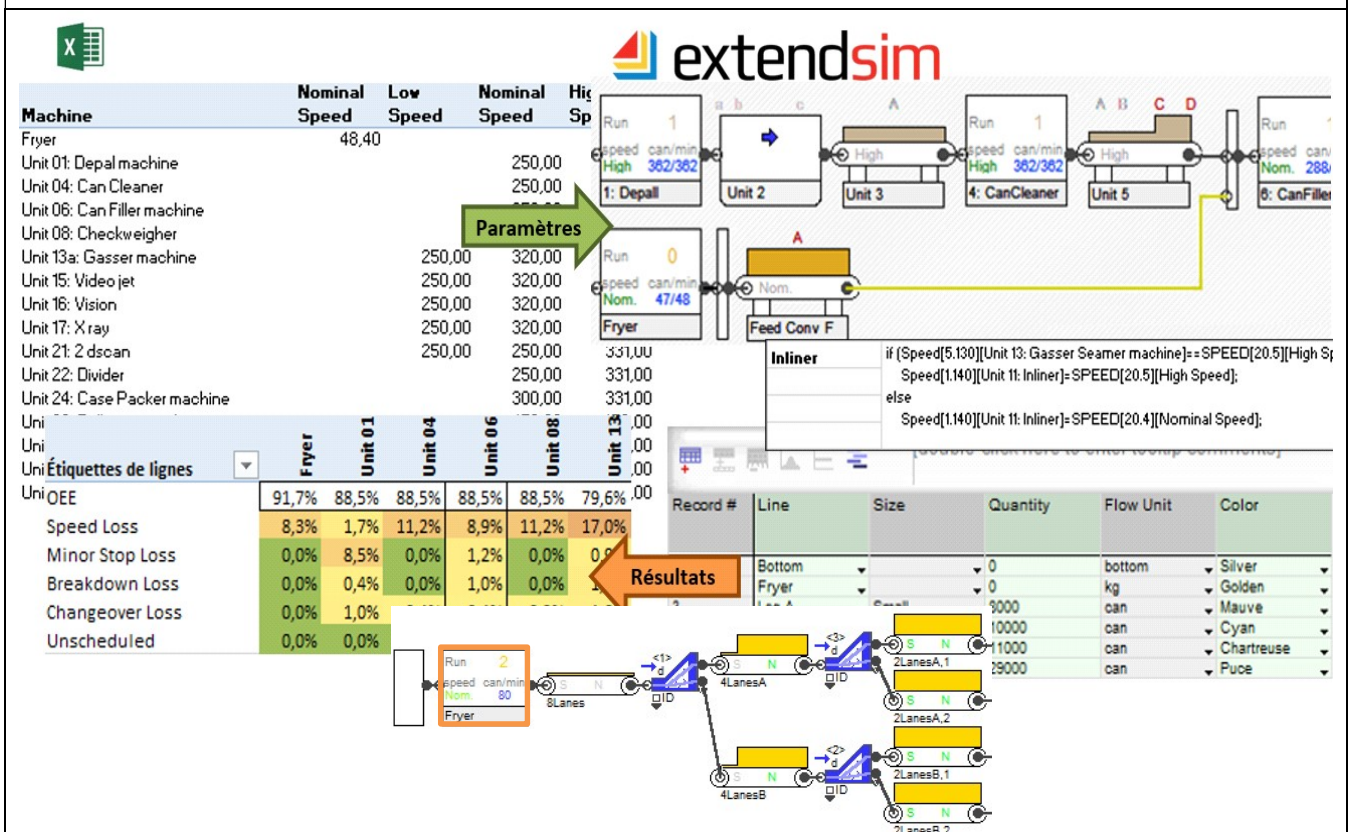 extendsim
Nominal Low Nominal
Machine Speed Speed Speed
Fryer 48,40
Unit 01: Depal machine 250,00
Unit 04: Can Cleaner 250,00
Unit 06: Can Filler machine
Unit 08: Checkweigher
Unit 13a: Gasser machine 250,00 320,00
Unit 15: Video jet 250,00 320,00
Unit 16: Vision 250,00 320,00
Unit 17: X ray 250,00 320,00
Unit 21: 2 dscan 250,00 250,00 331,00
Unit 22: Divider 250,00 331,00
Unit 24: Case Packer machine 300,00 331,00
Paramètres
a b c A A B C D
Run 1
speed can/min
High 362/362
1: Depall
Unit 2
High
Unit 3
Run 1
speed can/min
High 362/362
4: CanCleaner
High
Unit 5
Run
speed
Nom.
6: CanFille
A
Run 0
speed can/min
Nom. 47/48
Fryer
Nom.
Feed Conv F
Inliner
if (Speed[5.130][Unit 13: Gasser Seamer machine]==SPEED[20.5][High Sp
Speed[1.140][Unit 11: Inliner]=SPEED[20.5][High Speed];
else
Speed[1.140][Unit 11: Inliner]=SPEED[20.4][Nominal Speed];
Étiquettes de lignes Fryer Unit 01 Unit 04 Unit 06 Unit 08 Unit 13
OEE 91,7% 88,5% 88,5% 88,5% 88,5% 79,6%
Speed Loss 8,3% 1,7% 11,2% 8,9% 11,2% 17,0%
Minor Stop Loss 0,0% 8,5% 0,0% 1,2% 0,0%
Breakdown Loss 0,0% 0,4% 0,0% 1,0% 0,0%
Changeover Loss 0,0% 1,0%
Unscheduled 0,0% 0,0%
Résultats
Record # Line Size Quantity Flow Unit Color
Bottom 0 bottom Silver
Fryer 0 kg Golden
can Mauve
can Cyan
can Chartreuse
can Puce
Run 2
speed can/min
Nom. 80
Fryer
S N
8Lanes
<1>
d
ID
S N
4LanesA
<3>
d
ID
S N
2LanesA,1
S N
2LanesA,2
S N
4LanesB
<2>
d
ID
S N
2LanesB,1
S N
2LanesB,2